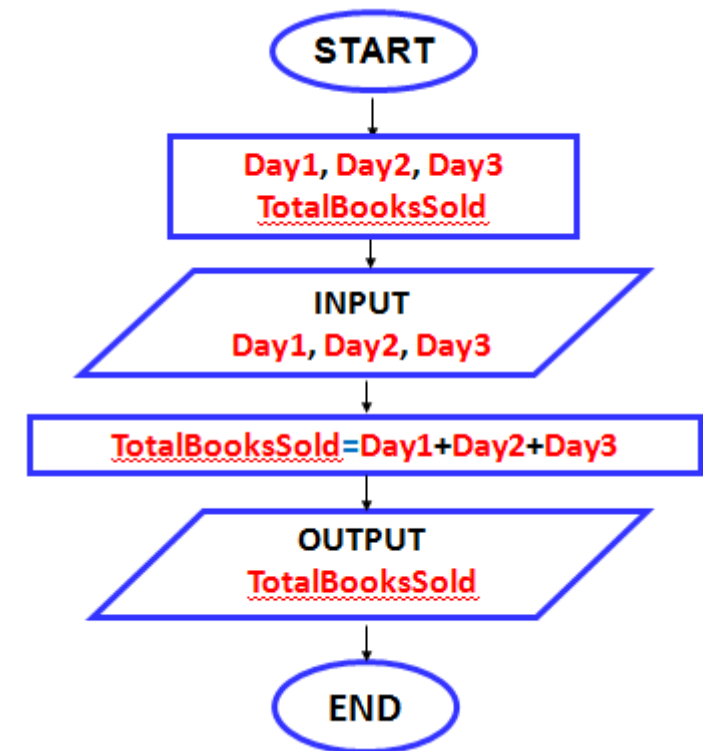 START
Day1, Day2, Day3
TotalBooksSold
INPUT
Day1, Day2, Day3
TotalBooksSold=Day1+Day2+Day3
OUTPUT
TotalBooksSold
END